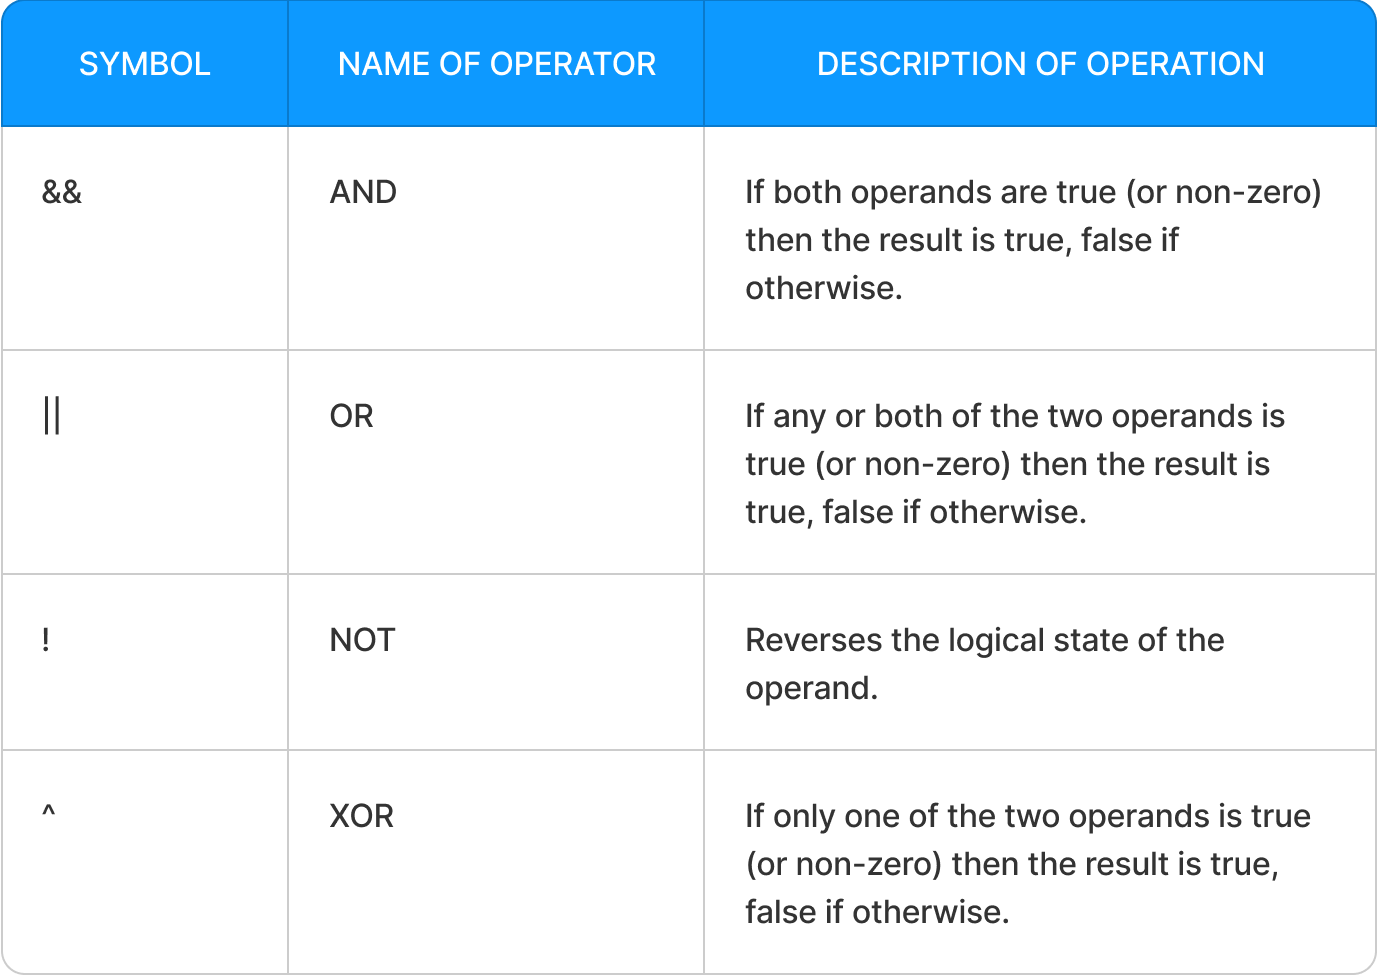 SYMBOL NAME OF OPERATOR DESCRIPTION OF OPERATION
&& AND If both operands are true (or non-zero)
then the result is true, false if
otherwise.
|| OR If any or both of the two operands is
true (or non-zero) then the result is
true, false if otherwise.
! NOT Reverses the logical state of the
operand.
^ XOR If only one of the two operands is true
(or non-zero) then the result is true,
false if otherwise.